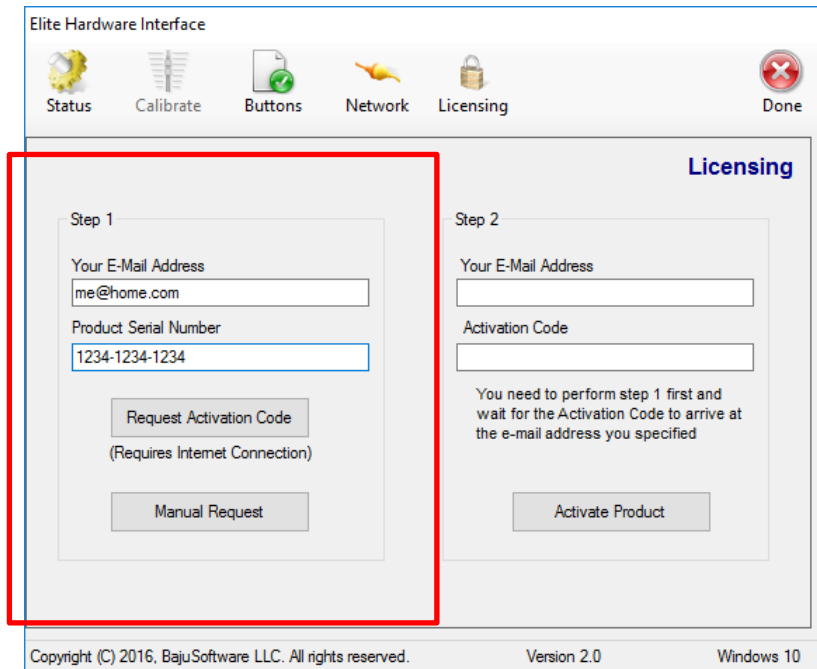 Elite Hardware Interface
Status Calibrate Buttons Network Licensing Done
Licensing
Step 1
Your E-Mail Address
me@home.com
Product Serial Number
1234-1234-1234
Request Activation Code
(Requires Internet Connection)
Manual Request
Step 2
Your E-Mail Address
Activation Code
You need to perform step 1 first and
wait for the Activation Code to arrive at
the e-mail address you specified
Activate Product
Copyright (C) 2016, BajuSoftware LLC. All rights reserved. Version 2.0 Windows 10